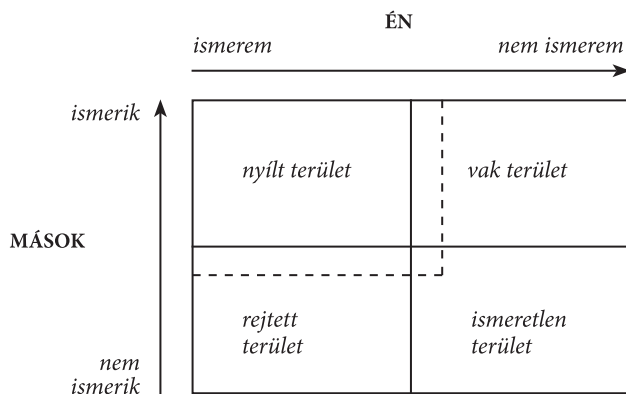 ÉN
ismerem
nem ismerem
ismerik
nyílt terület
vak terület
MÁSOK
rejtett
terület
ismeretlen
terület
nem
ismerik